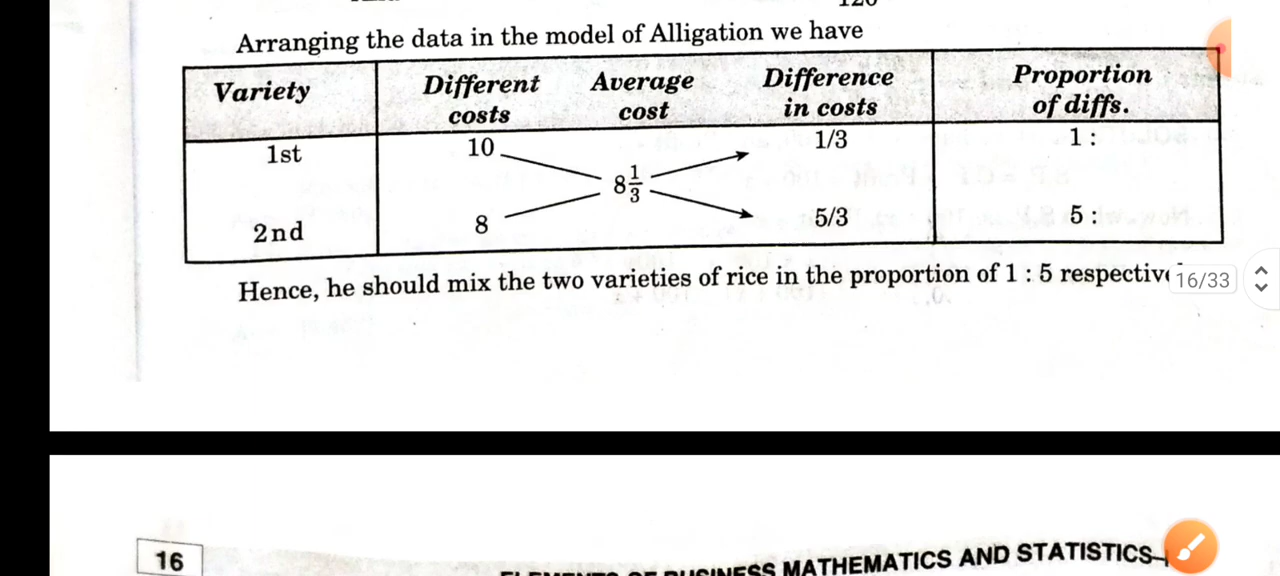 Arranging the data in the model of Alligation we have
Variety Different costs Average cost Difference in costs Proportion of diffs.
1st 10 8 1/3 1/3 1 :
2nd 8 5/3 5 :
Hence, he should mix the two varieties of rice in the proportion of 1 : 5
16/33
16
BUSINESS MATHEMATICS AND STATISTICS